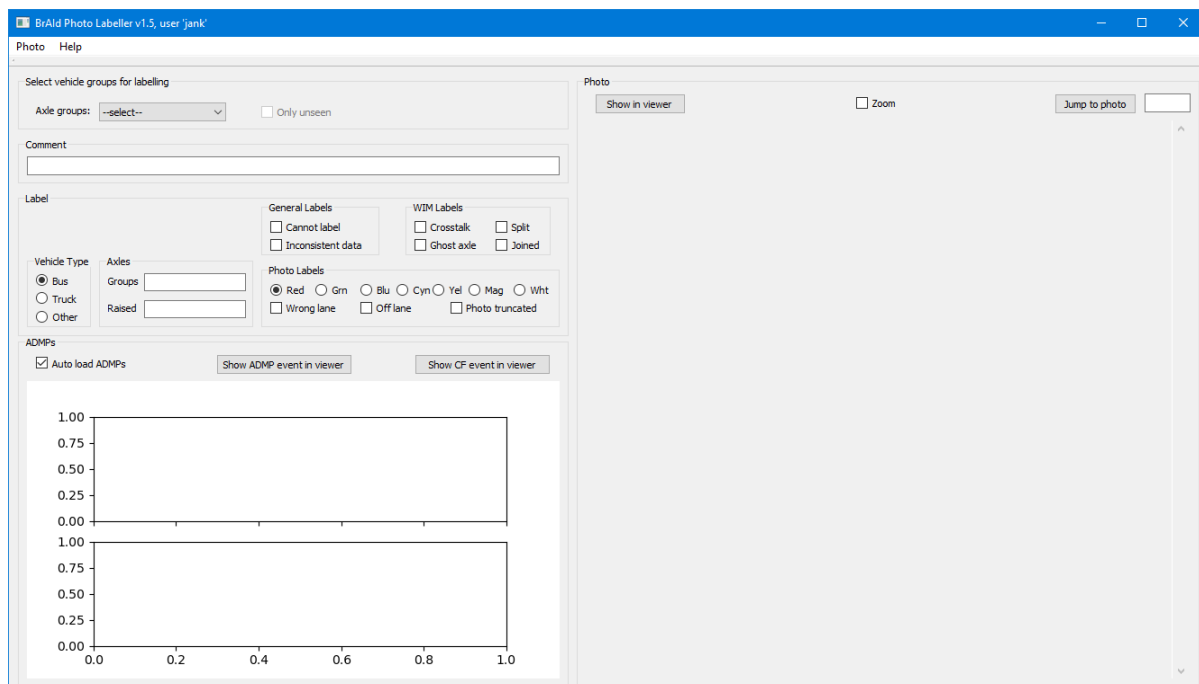 BrAId Photo Labeller v1.5, user 'jank'
Photo Help
Select vehicle groups for labelling
Axle groups: --select-- Only unseen
Comment
Label
General Labels
Cannot label
Inconsistent data
WIM Labels
Crosstalk Split
Ghost axle Joined
Vehicle Type
Bus
Truck
Other
Axles
Groups
Raised
Photo Labels
Red Grn Blu Cyn Yel Mag Wht
Wrong lane Off lane Photo truncated
ADMPs
Auto load ADMPs Show ADMP event in viewer Show CF event in viewer
1.00
0.75
0.50
0.25
0.00
1.00
0.75
0.50
0.25
0.00
0.0 0.2 0.4 0.6 0.8 1.0
Photo
Show in viewer Zoom Jump to photo